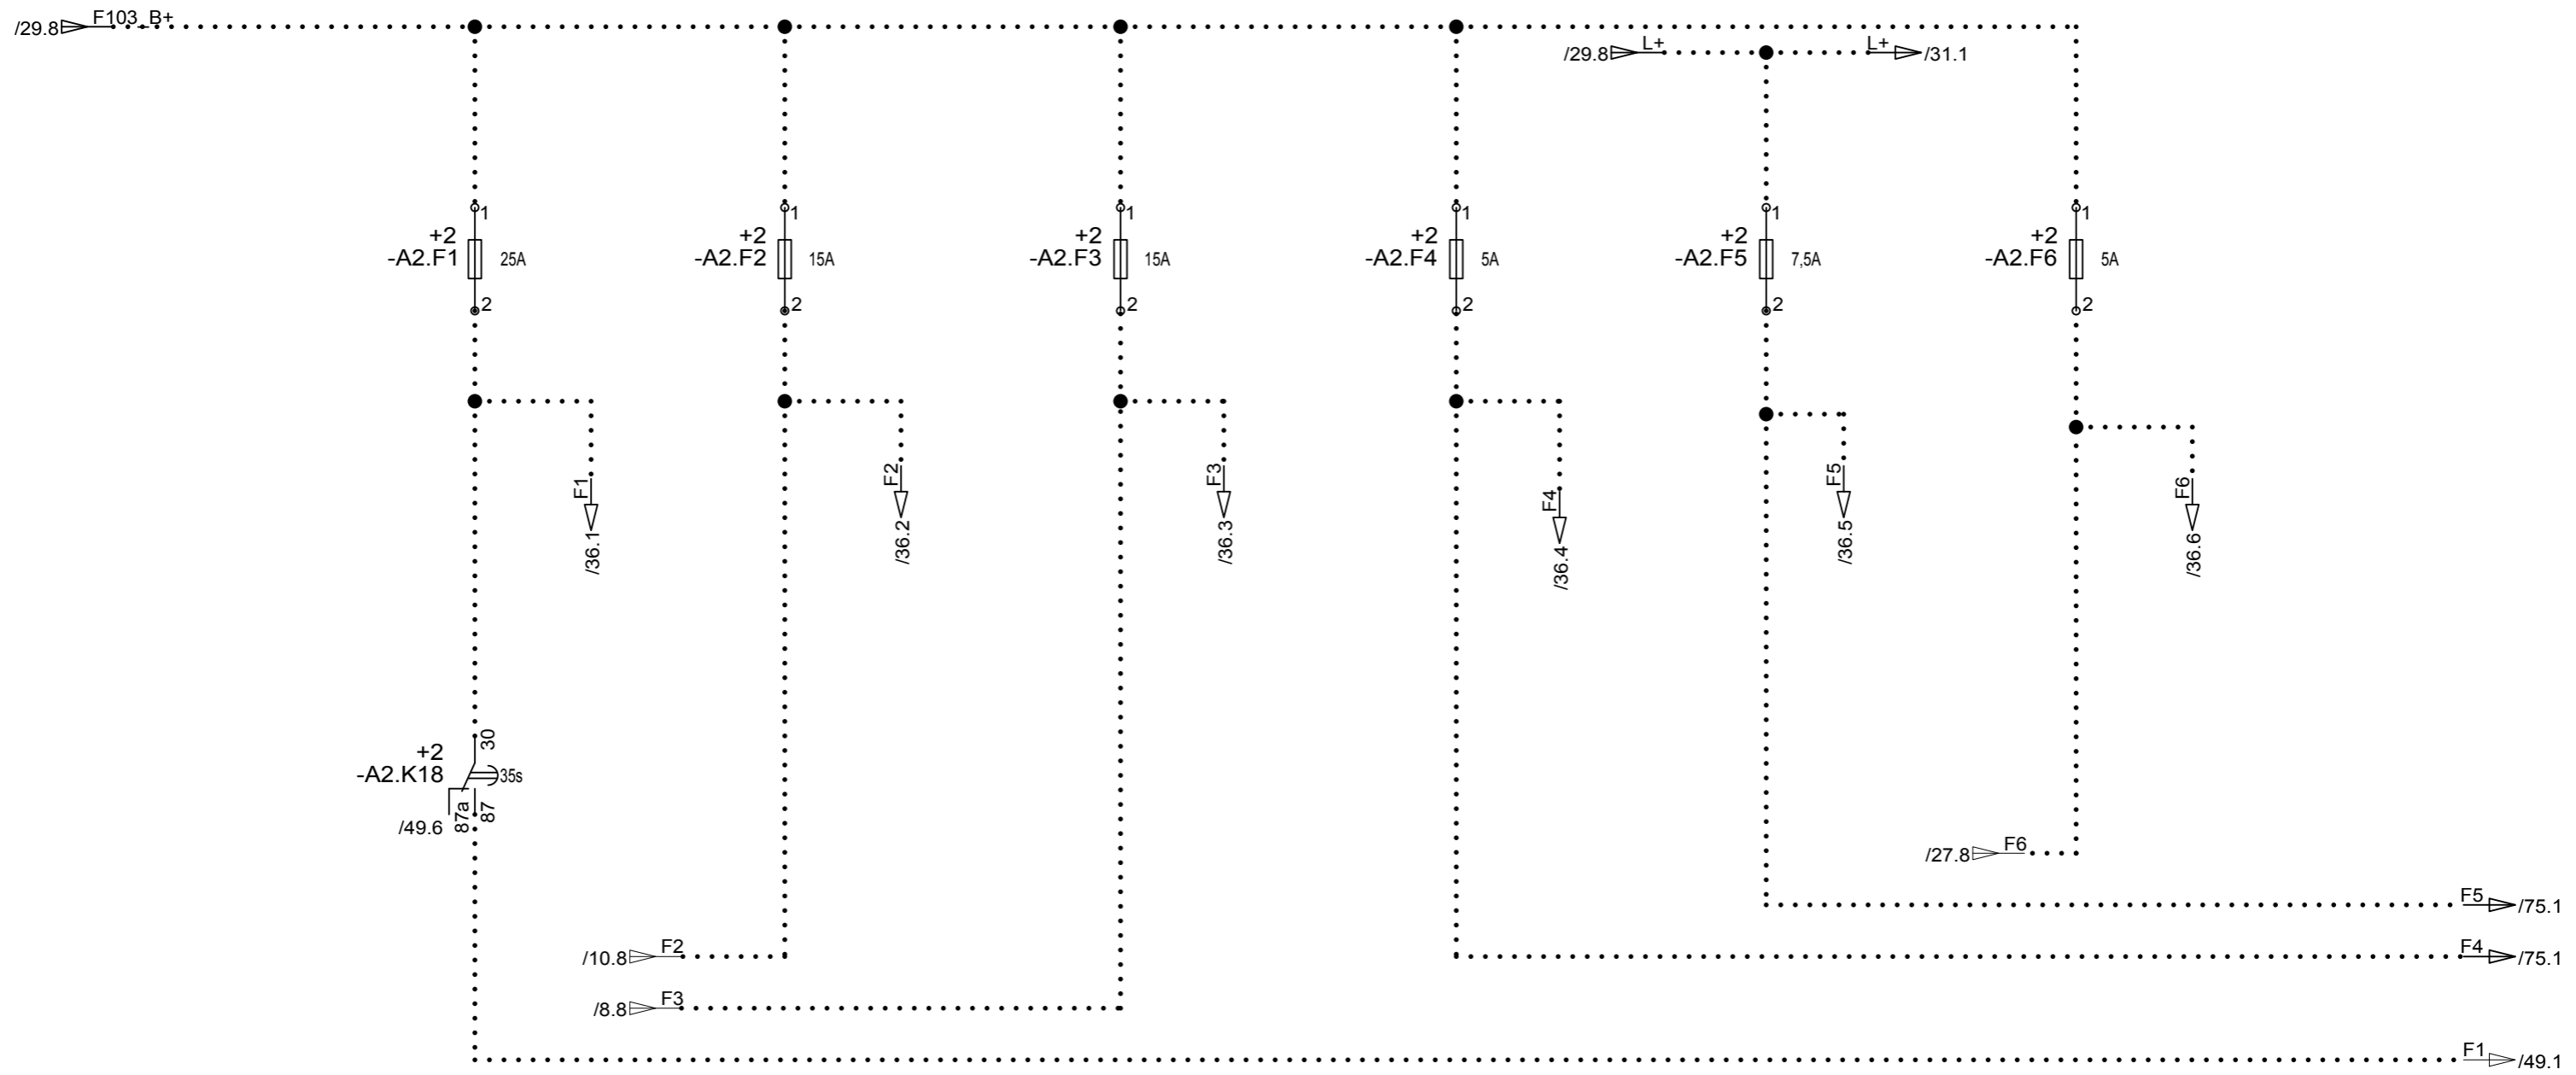 /29.8 F103_B+
/29.8 L+ L+ /31.1
1 1 1 1 1 1
+2 +2 +2 +2 +2 +2
-A2.F1 25A -A2.F2 15A -A2.F3 15A -A2.F4 5A -A2.F5 7,5A -A2.F6 5A
2 2 2 2 2 2
F1 F2 F3 F4 F5 F6
/36.1 /36.2 /36.3 /36.4 /36.5 /36.6
30
+2
-A2.K18 35s
/49.6 87a 87
/27.8 F6
F5 /75.1
/10.8 F2 F4 /75.1
/8.8 F3
F1 /49.1